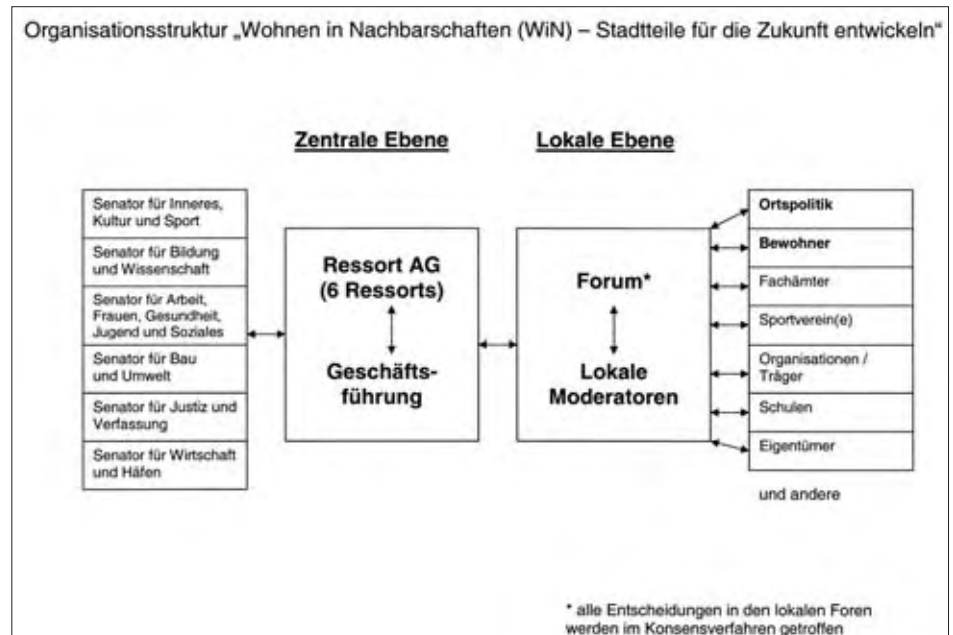 Organisationsstruktur „Wohnen in Nachbarschaften (WiN) – Stadtteile für die Zukunft entwickeln“
Zentrale Ebene
Lokale Ebene
Senator für Inneres,
Kultur und Sport
Senator für Bildung
und Wissenschaft
Senator für Arbeit,
Frauen, Gesundheit,
Jugend und Soziales
Senator für Bau
und Umwelt
Senator für Justiz und
Verfassung
Senator für Wirtschaft
und Häfen
Ressort AG
(6 Ressorts)
Geschäfts-
führung
Forum*
Lokale
Moderatoren
Ortspolitik
Bewohner
Fachämter
Sportverein(e)
Organisationen /
Träger
Schulen
Eigentümer
und andere
* alle Entscheidungen in den lokalen Foren
werden im Konsensverfahren getroffen